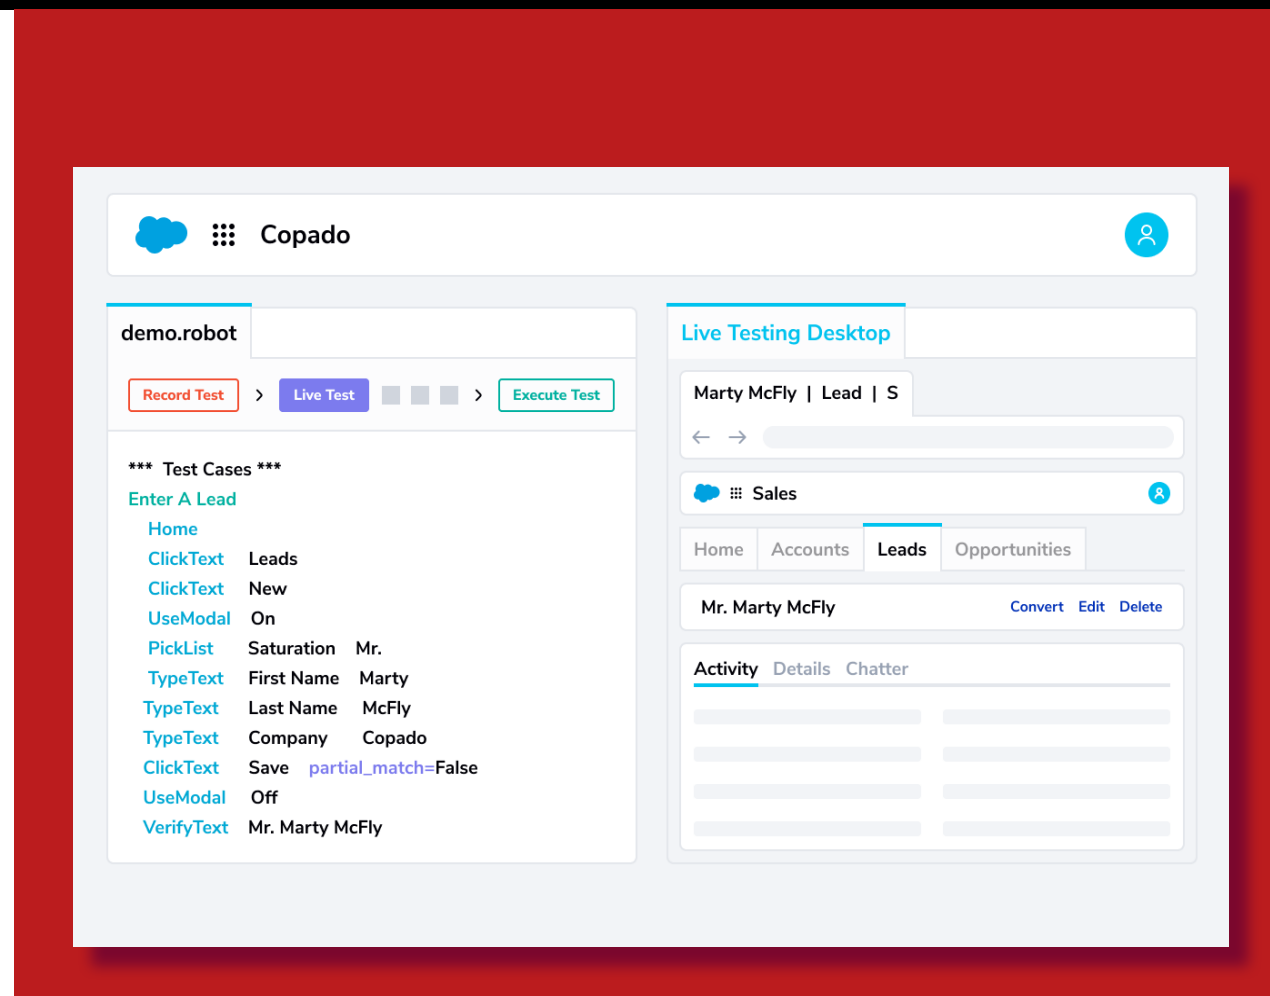 Copado
demo.robot
Record Test > Live Test > Execute Test
*** Test Cases ***
Enter A Lead
Home
ClickText Leads
ClickText New
UseModal On
PickList Saturation Mr.
TypeText First Name Marty
TypeText Last Name McFly
TypeText Company Copado
ClickText Save partial_match=False
UseModal Off
VerifyText Mr. Marty McFly
Live Testing Desktop
Marty McFly | Lead | S
Sales
Home Accounts Leads Opportunities
Mr. Marty McFly Convert Edit Delete
Activity Details Chatter